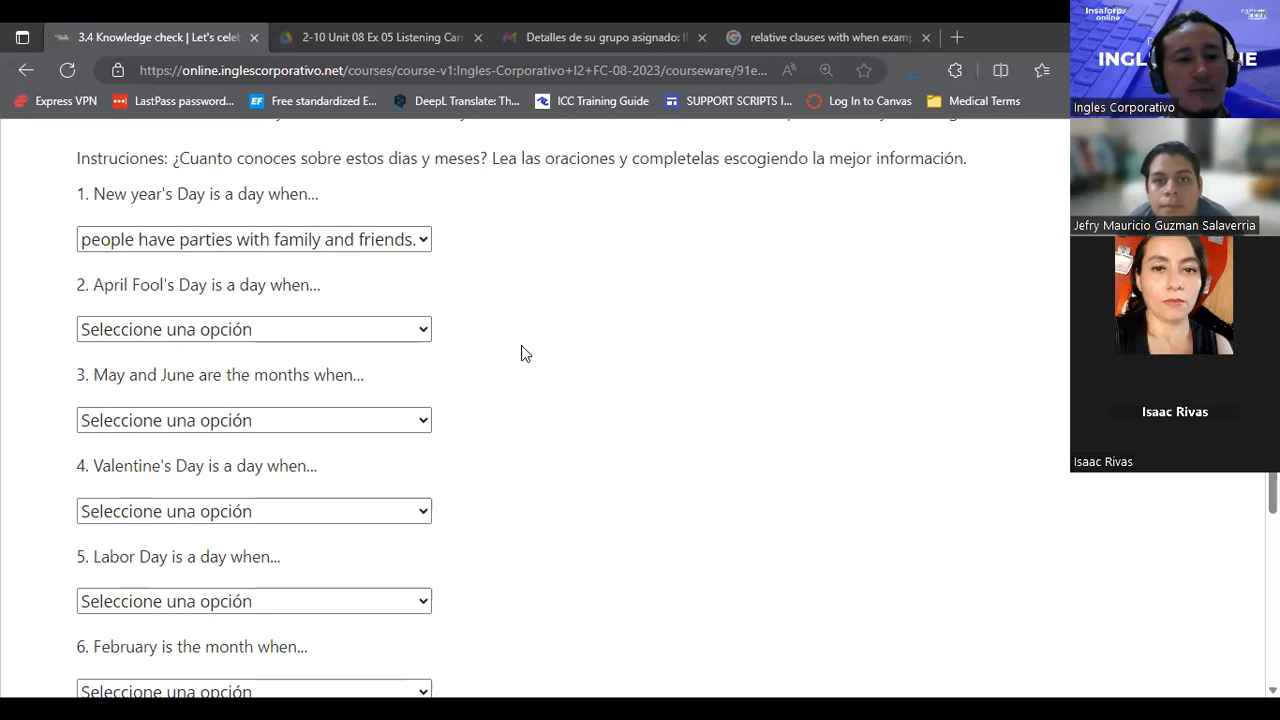 3.4 Knowledge check | Let's celeb
2-10 Unit 08 Ex 05 Listening Car
Detalles de su grupo asignado: II
relative clauses with when examp
https://online.inglescorporativo.net/courses/course-v1:Ingles-Corporativo+I2+FC-08-2023/courseware/91e...
Express VPN
LastPass password...
Free standardized E...
DeepL Translate: Th...
ICC Training Guide
SUPPORT SCRIPTS I...
Log In to Canvas
Medical Terms
Instruciones: ¿Cuanto conoces sobre estos dias y meses? Lea las oraciones y completelas escogiendo la mejor información.
1. New year's Day is a day when...
people have parties with family and friends.
2. April Fool's Day is a day when...
Seleccione una opción
3. May and June are the months when...
Seleccione una opción
4. Valentine's Day is a day when...
Seleccione una opción
5. Labor Day is a day when...
Seleccione una opción
6. February is the month when...
Seleccione una opción
Insaforp
online
INGL
NE
Ingles Corporativo
Jefry Mauricio Guzman Salaverria
Isaac Rivas
Isaac Rivas